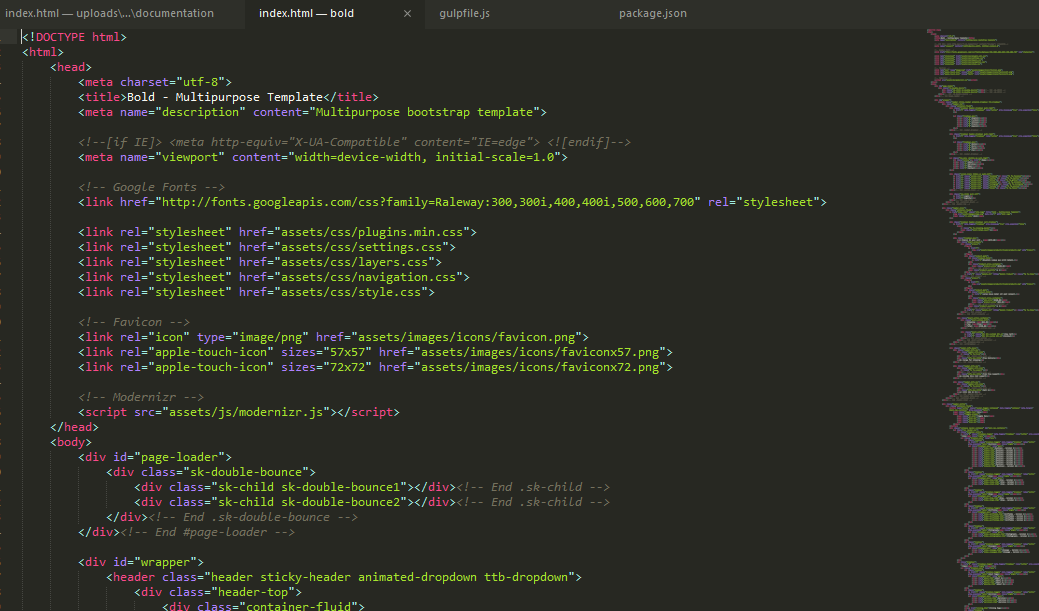 index.html — uploads\...\documentation
index.html — bold
gulpfile.js
package.json
<!DOCTYPE html>
<html>
<head>
<meta charset="utf-8">
<title>Bold - Multipurpose Template</title>
<meta name="description" content="Multipurpose bootstrap template">
<!--[if IE]> <meta http-equiv="X-UA-Compatible" content="IE=edge"> <![endif]-->
<meta name="viewport" content="width=device-width, initial-scale=1.0">
<!-- Google Fonts -->
<link href="http://fonts.googleapis.com/css?family=Raleway:300,300i,400,400i,500,600,700" rel="stylesheet">
<link rel="stylesheet" href="assets/css/plugins.min.css">
<link rel="stylesheet" href="assets/css/settings.css">
<link rel="stylesheet" href="assets/css/layers.css">
<link rel="stylesheet" href="assets/css/navigation.css">
<link rel="stylesheet" href="assets/css/style.css">
<!-- Favicon -->
<link rel="icon" type="image/png" href="assets/images/icons/favicon.png">
<link rel="apple-touch-icon" sizes="57x57" href="assets/images/icons/faviconx57.png">
<link rel="apple-touch-icon" sizes="72x72" href="assets/images/icons/faviconx72.png">
<!-- Modernizr -->
<script src="assets/js/modernizr.js"></script>
</head>
<body>
<div id="page-loader">
<div class="sk-double-bounce">
<div class="sk-child sk-double-bounce1"></div><!-- End .sk-child -->
<div class="sk-child sk-double-bounce2"></div><!-- End .sk-child -->
</div><!-- End .sk-double-bounce -->
</div><!-- End #page-loader -->
<div id="wrapper">
<header class="header sticky-header animated-dropdown ttb-dropdown">
<div class="header-top">
<div class="container-fluid">